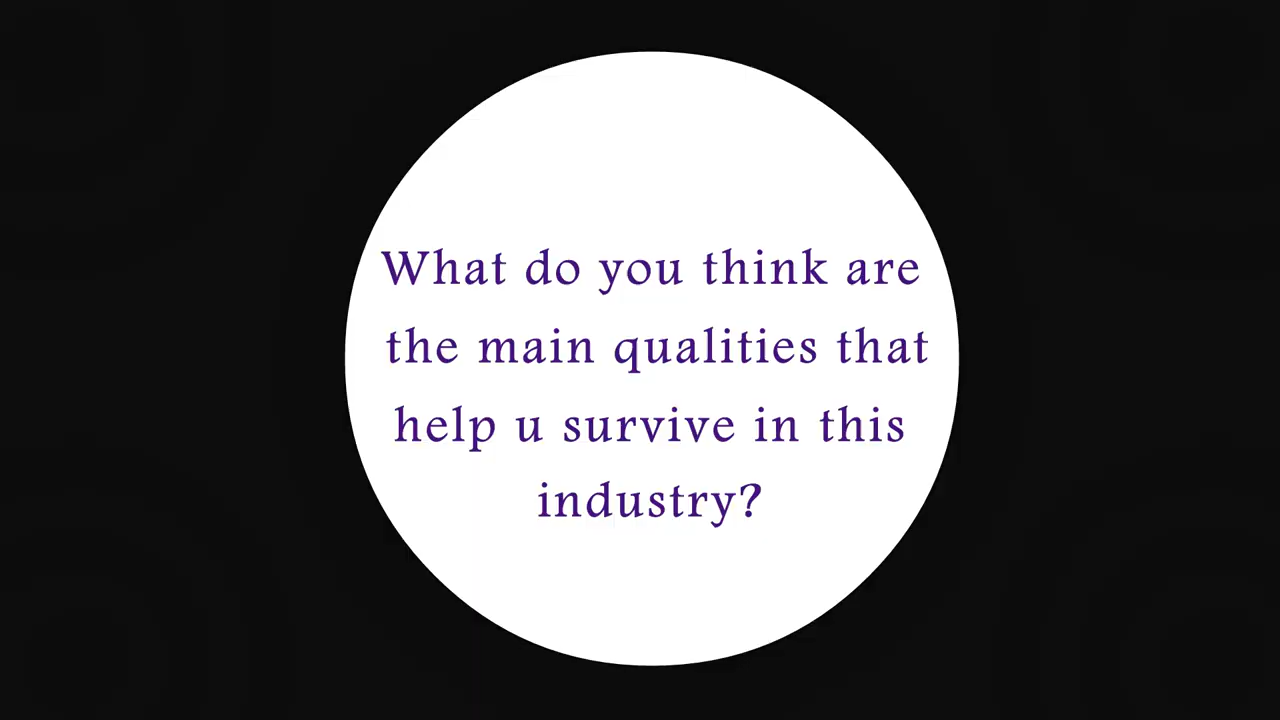 What do you think are
the main qualities that
help u survive in this
industry?